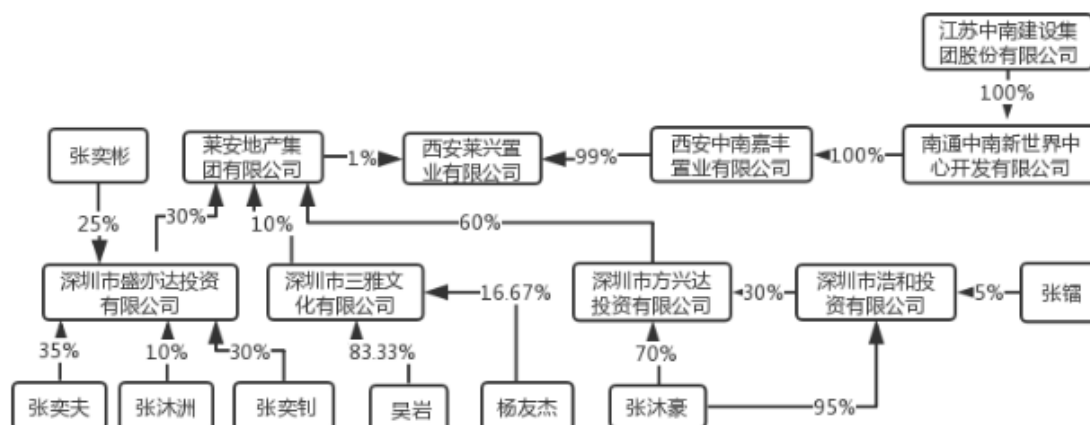 江苏中南建设集
团股份有限公司
100%
张奕彬
莱安地产集
团有限公司
1%
西安莱兴置
业有限公司
99%
西安中南嘉丰
置业有限公司
100%
南通中南新世界中
心开发有限公司
25%
30%
10%
60%
深圳市盛亦达投资
有限公司
深圳市三雅文
化有限公司
16.67%
深圳市方兴达
投资有限公司
30%
深圳市浩和投
资有限公司
5%
张镭
35%
10%
30%
83.33%
70%
张奕夫
张沐洲
张奕钊
吴岩
杨友杰
张沐豪
95%